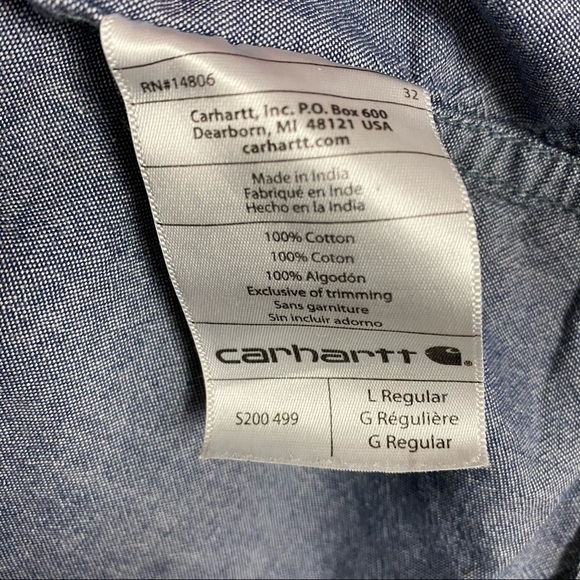 RN#14806 32
Carhartt, Inc. P.O. Box 600
Dearborn, MI 48121 USA
carhartt.com
Made in India
Fabriqué en Inde
Hecho en la India
100% Cotton
100% Coton
100% Algodón
Exclusive of trimming
Sans garniture
Sin incluir adorno
carhartt
S200 499
L Regular
G Régulière
G Regular